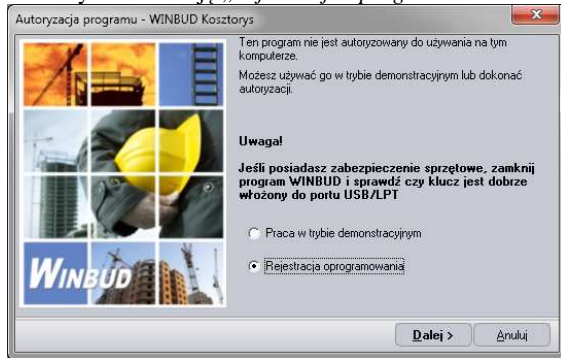 Autoryzacja programu - WINBUD Kosztorys
Ten program nie jest autoryzowany do używania na tym
komputerze.
Możesz używać go w trybie demonstracyjnym lub dokonać
autoryzacji.
Uwaga!
Jeśli posiadasz zabezpieczenie sprzętowe, zamknij
program WINBUD i sprawdź czy klucz jest dobrze
włożony do portu USB/LPT
Praca w trybie demonstracyjnym
Rejestracja oprogramowania
WINBUD
Dalej >
Anuluj